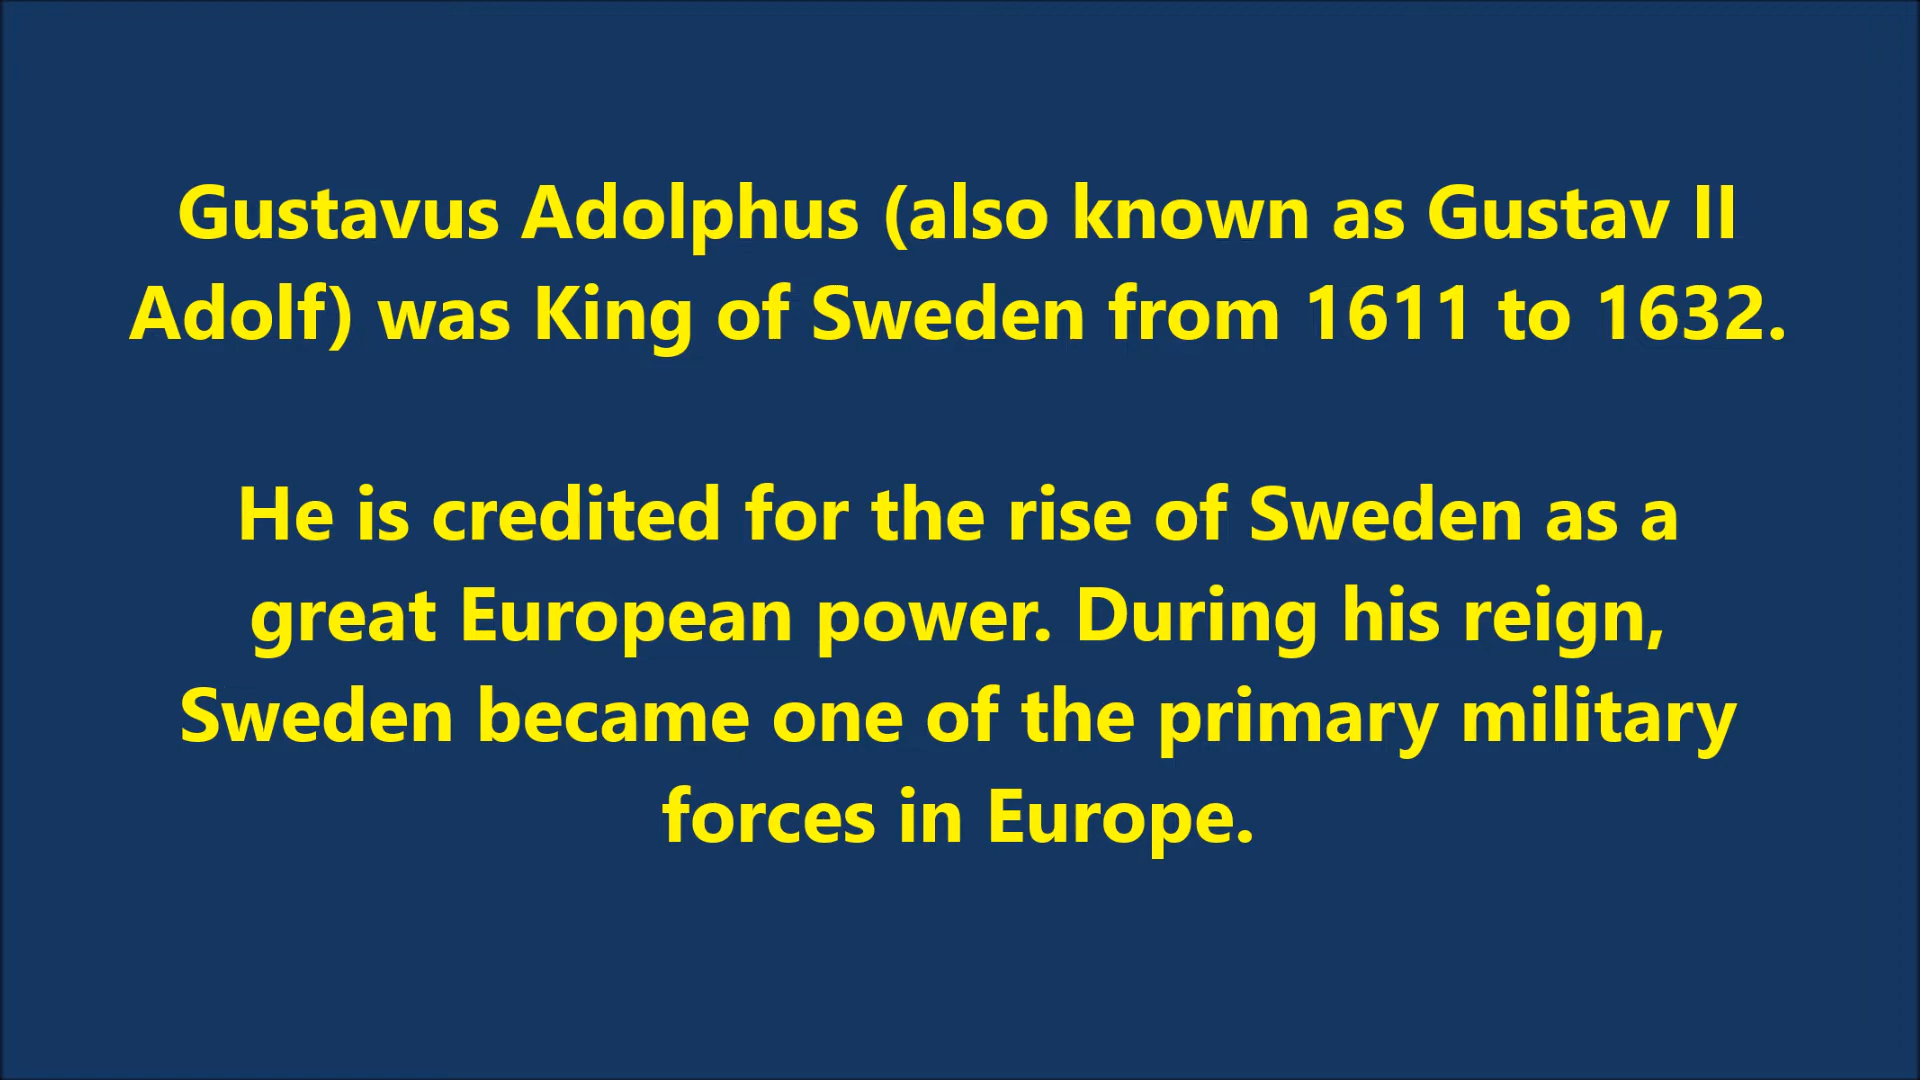 Gustavus Adolphus (also known as Gustav II
Adolf) was King of Sweden from 1611 to 1632.
He is credited for the rise of Sweden as a
great European power. During his reign,
Sweden became one of the primary military
forces in Europe.